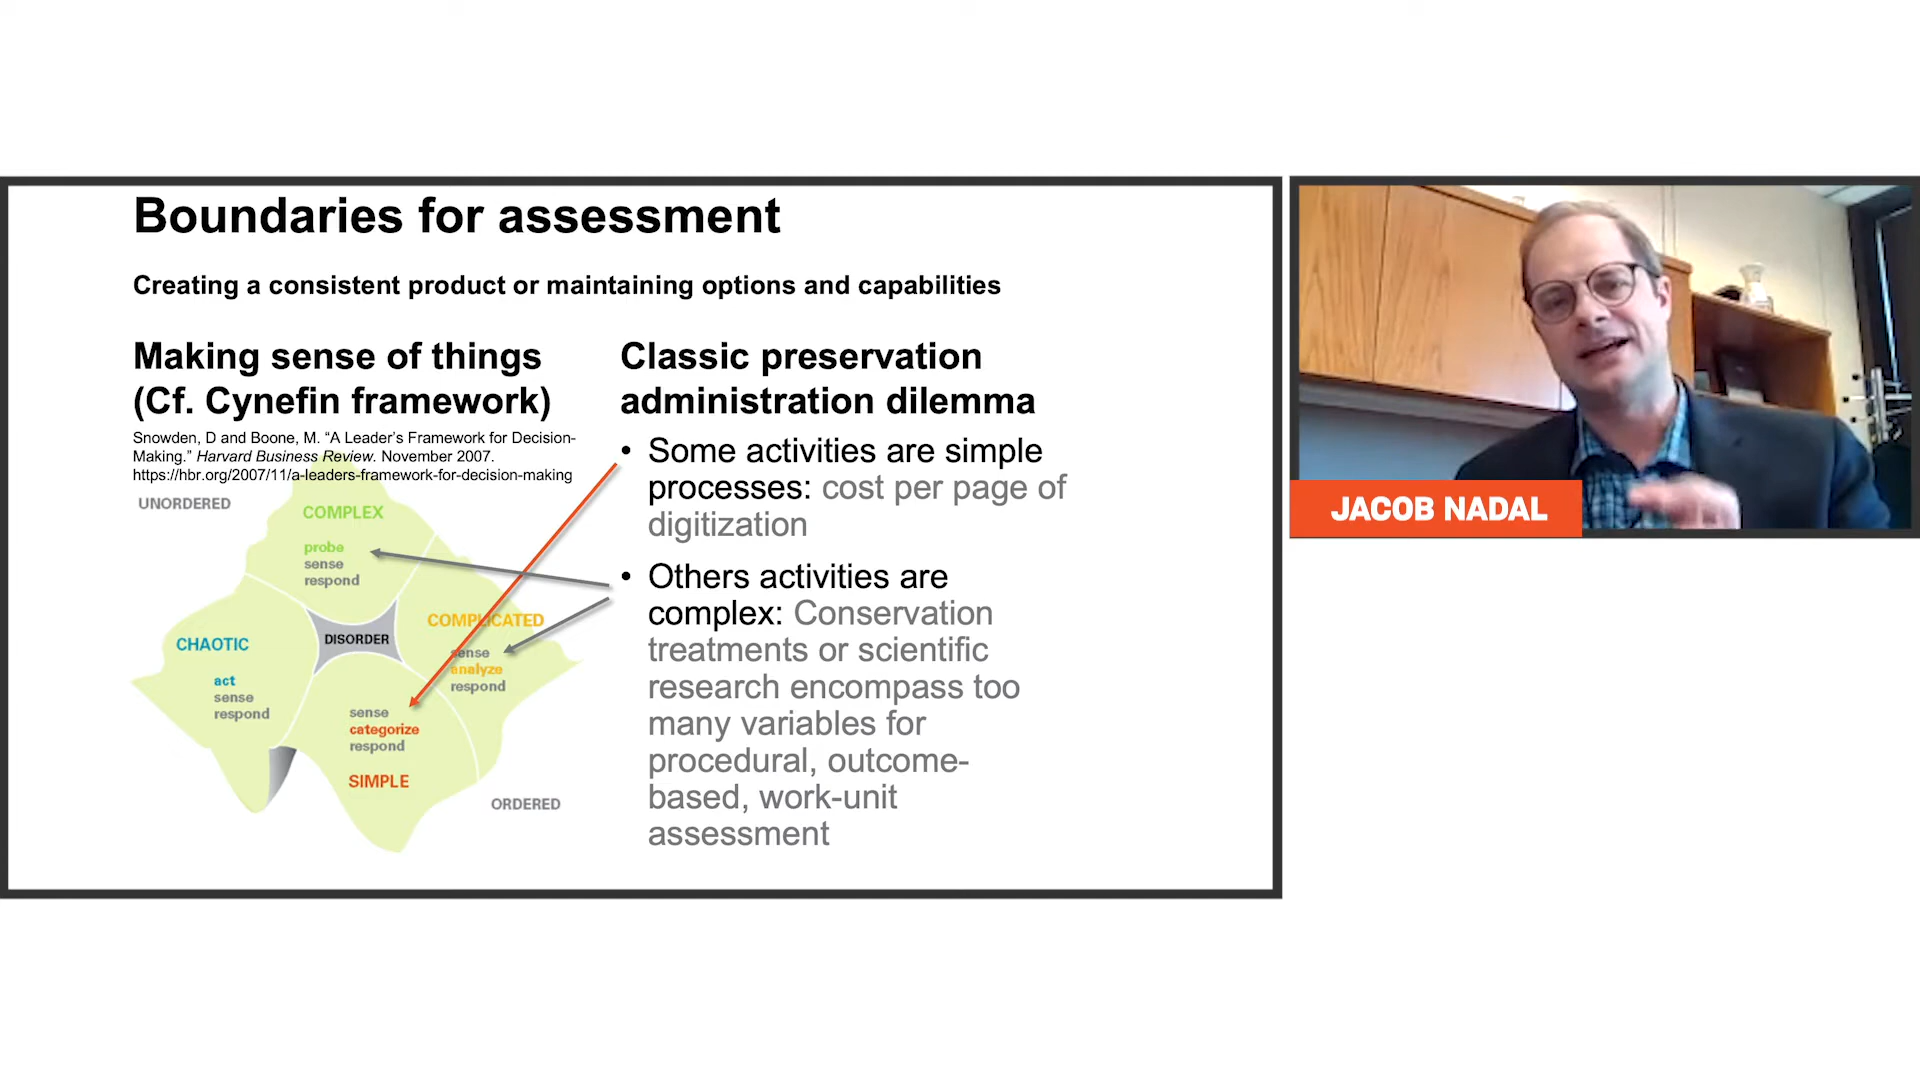 Boundaries for assessment
Creating a consistent product or maintaining options and capabilities
Making sense of things
(Cf. Cynefin framework)
Snowden, D and Boone, M. “A Leader’s Framework for Decision-
Making.” Harvard Business Review. November 2007.
https://hbr.org/2007/11/a-leaders-framework-for-decision-making
UNORDERED
COMPLEX
probe
sense
respond
COMPLICATED
sense
analyze
respond
DISORDER
CHAOTIC
act
sense
respond
sense
categorize
respond
SIMPLE
ORDERED
Classic preservation
administration dilemma
• Some activities are simple
processes: cost per page of
digitization
• Others activities are
complex: Conservation
treatments or scientific
research encompass too
many variables for
procedural, outcome-
based, work-unit
assessment
JACOB NADAL